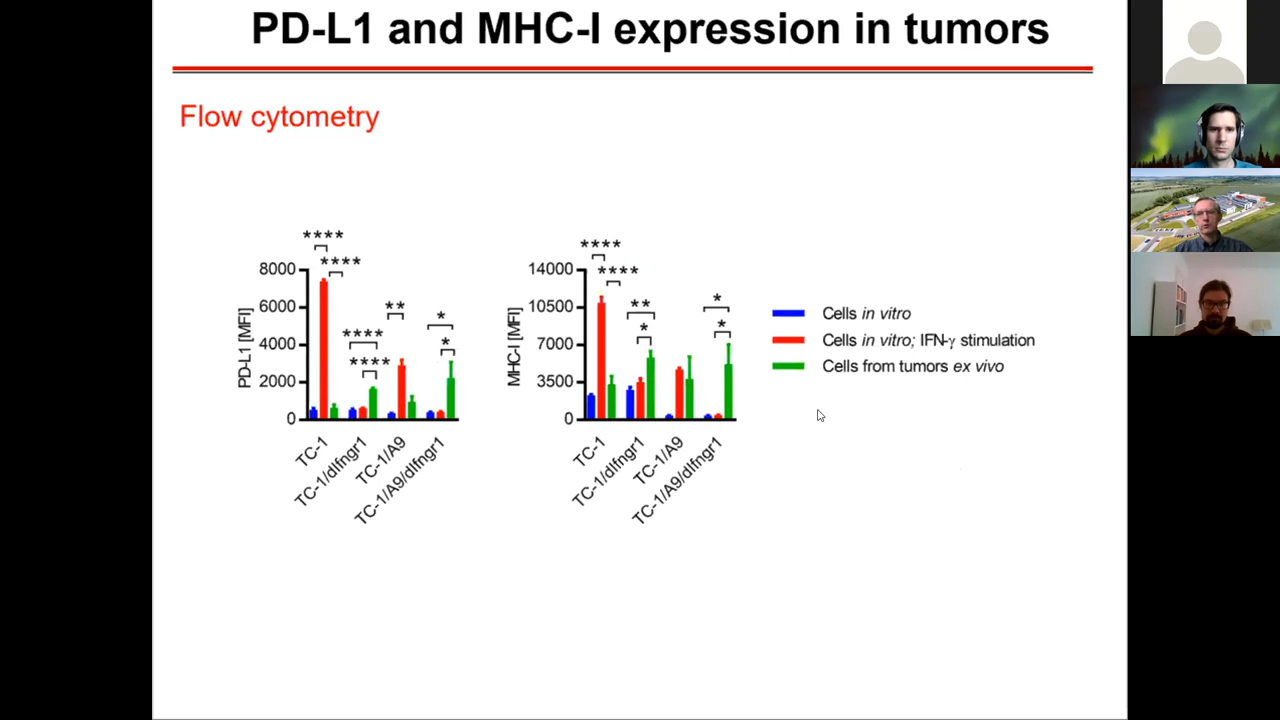 PD-L1 and MHC-I expression in tumors
Flow cytometry
PD-L1 [MFI]
8000
6000
4000
2000
0
****
****
****
****
**
*
*
TC-1
TC-1/dIfngr1
TC-1/A9
TC-1/A9/dIfngr1
MHC-I [MFI]
14000
10500
7000
3500
0
****
****
**
*
*
*
TC-1
TC-1/dIfngr1
TC-1/A9
TC-1/A9/dIfngr1
Cells in vitro
Cells in vitro; IFN-γ stimulation
Cells from tumors ex vivo